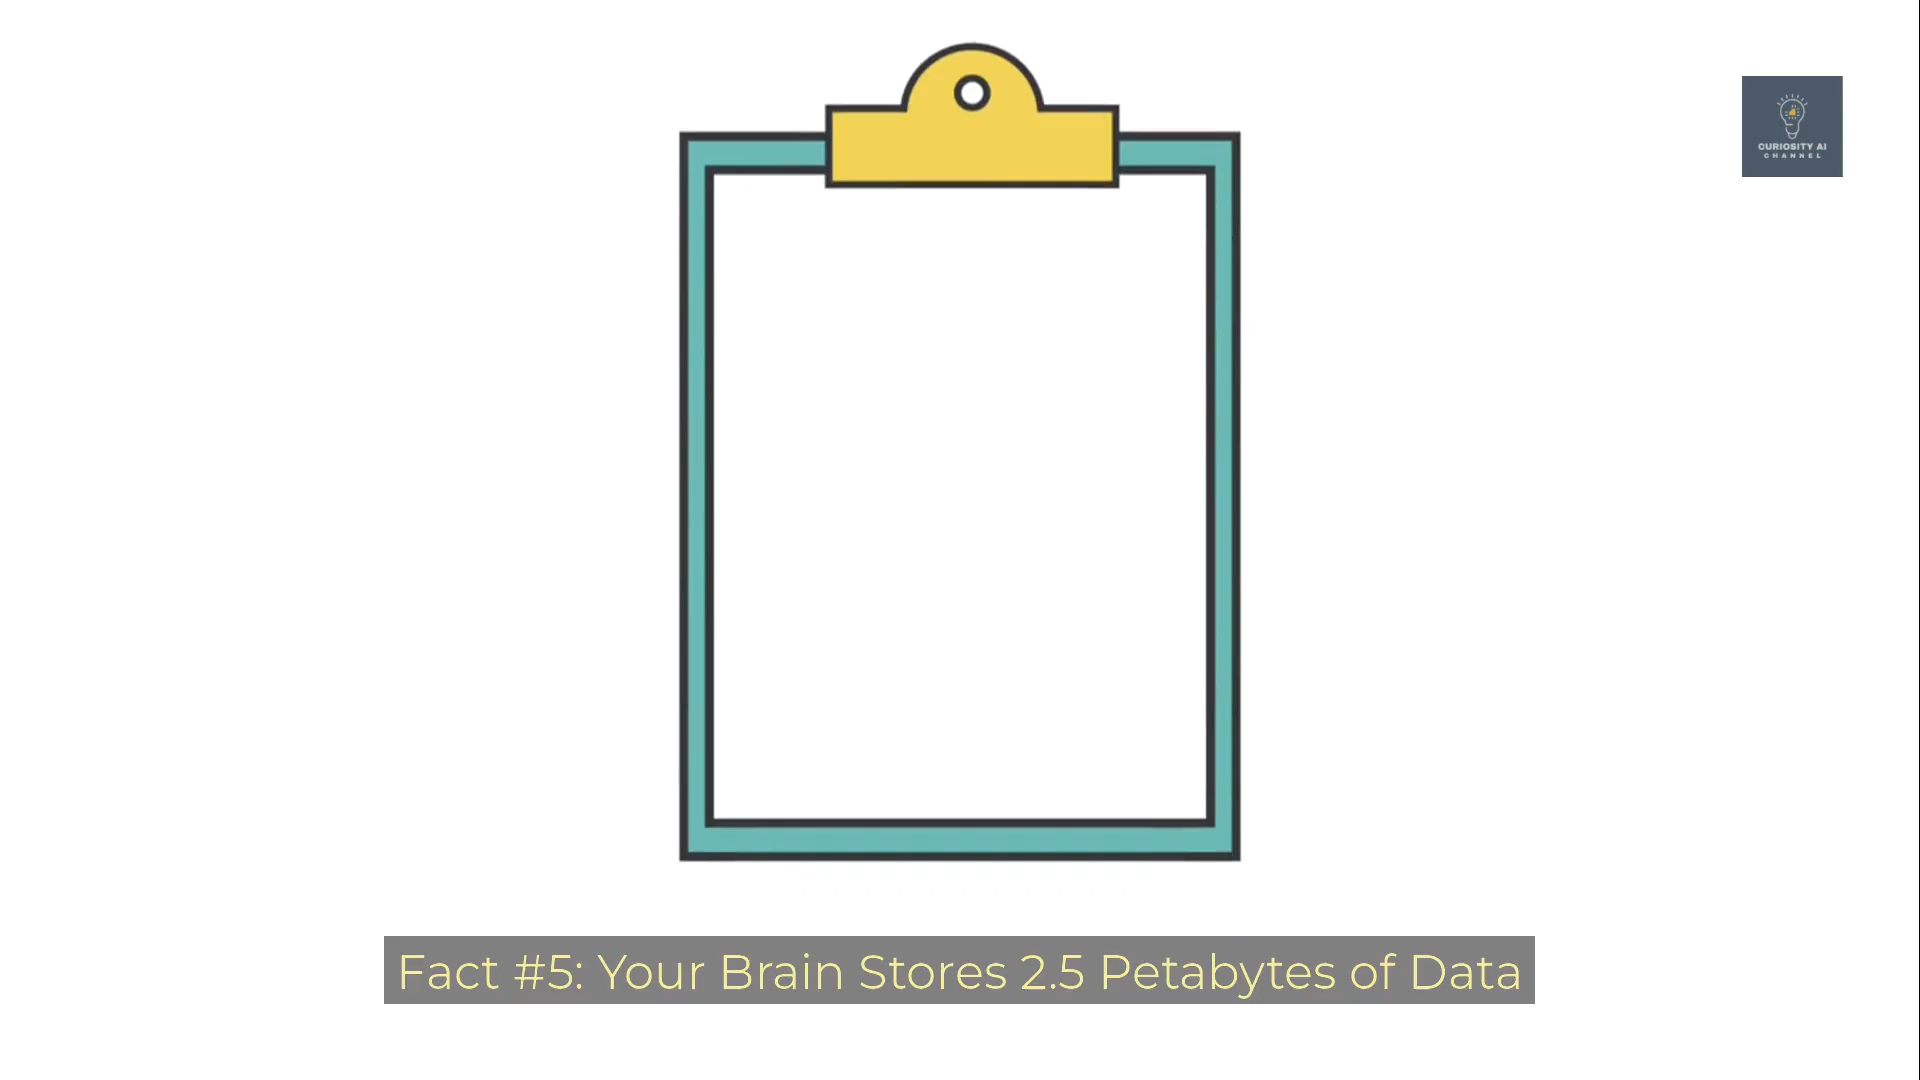 CURIOSITY AI
CHANNEL
Fact #5: Your Brain Stores 2.5 Petabytes of Data